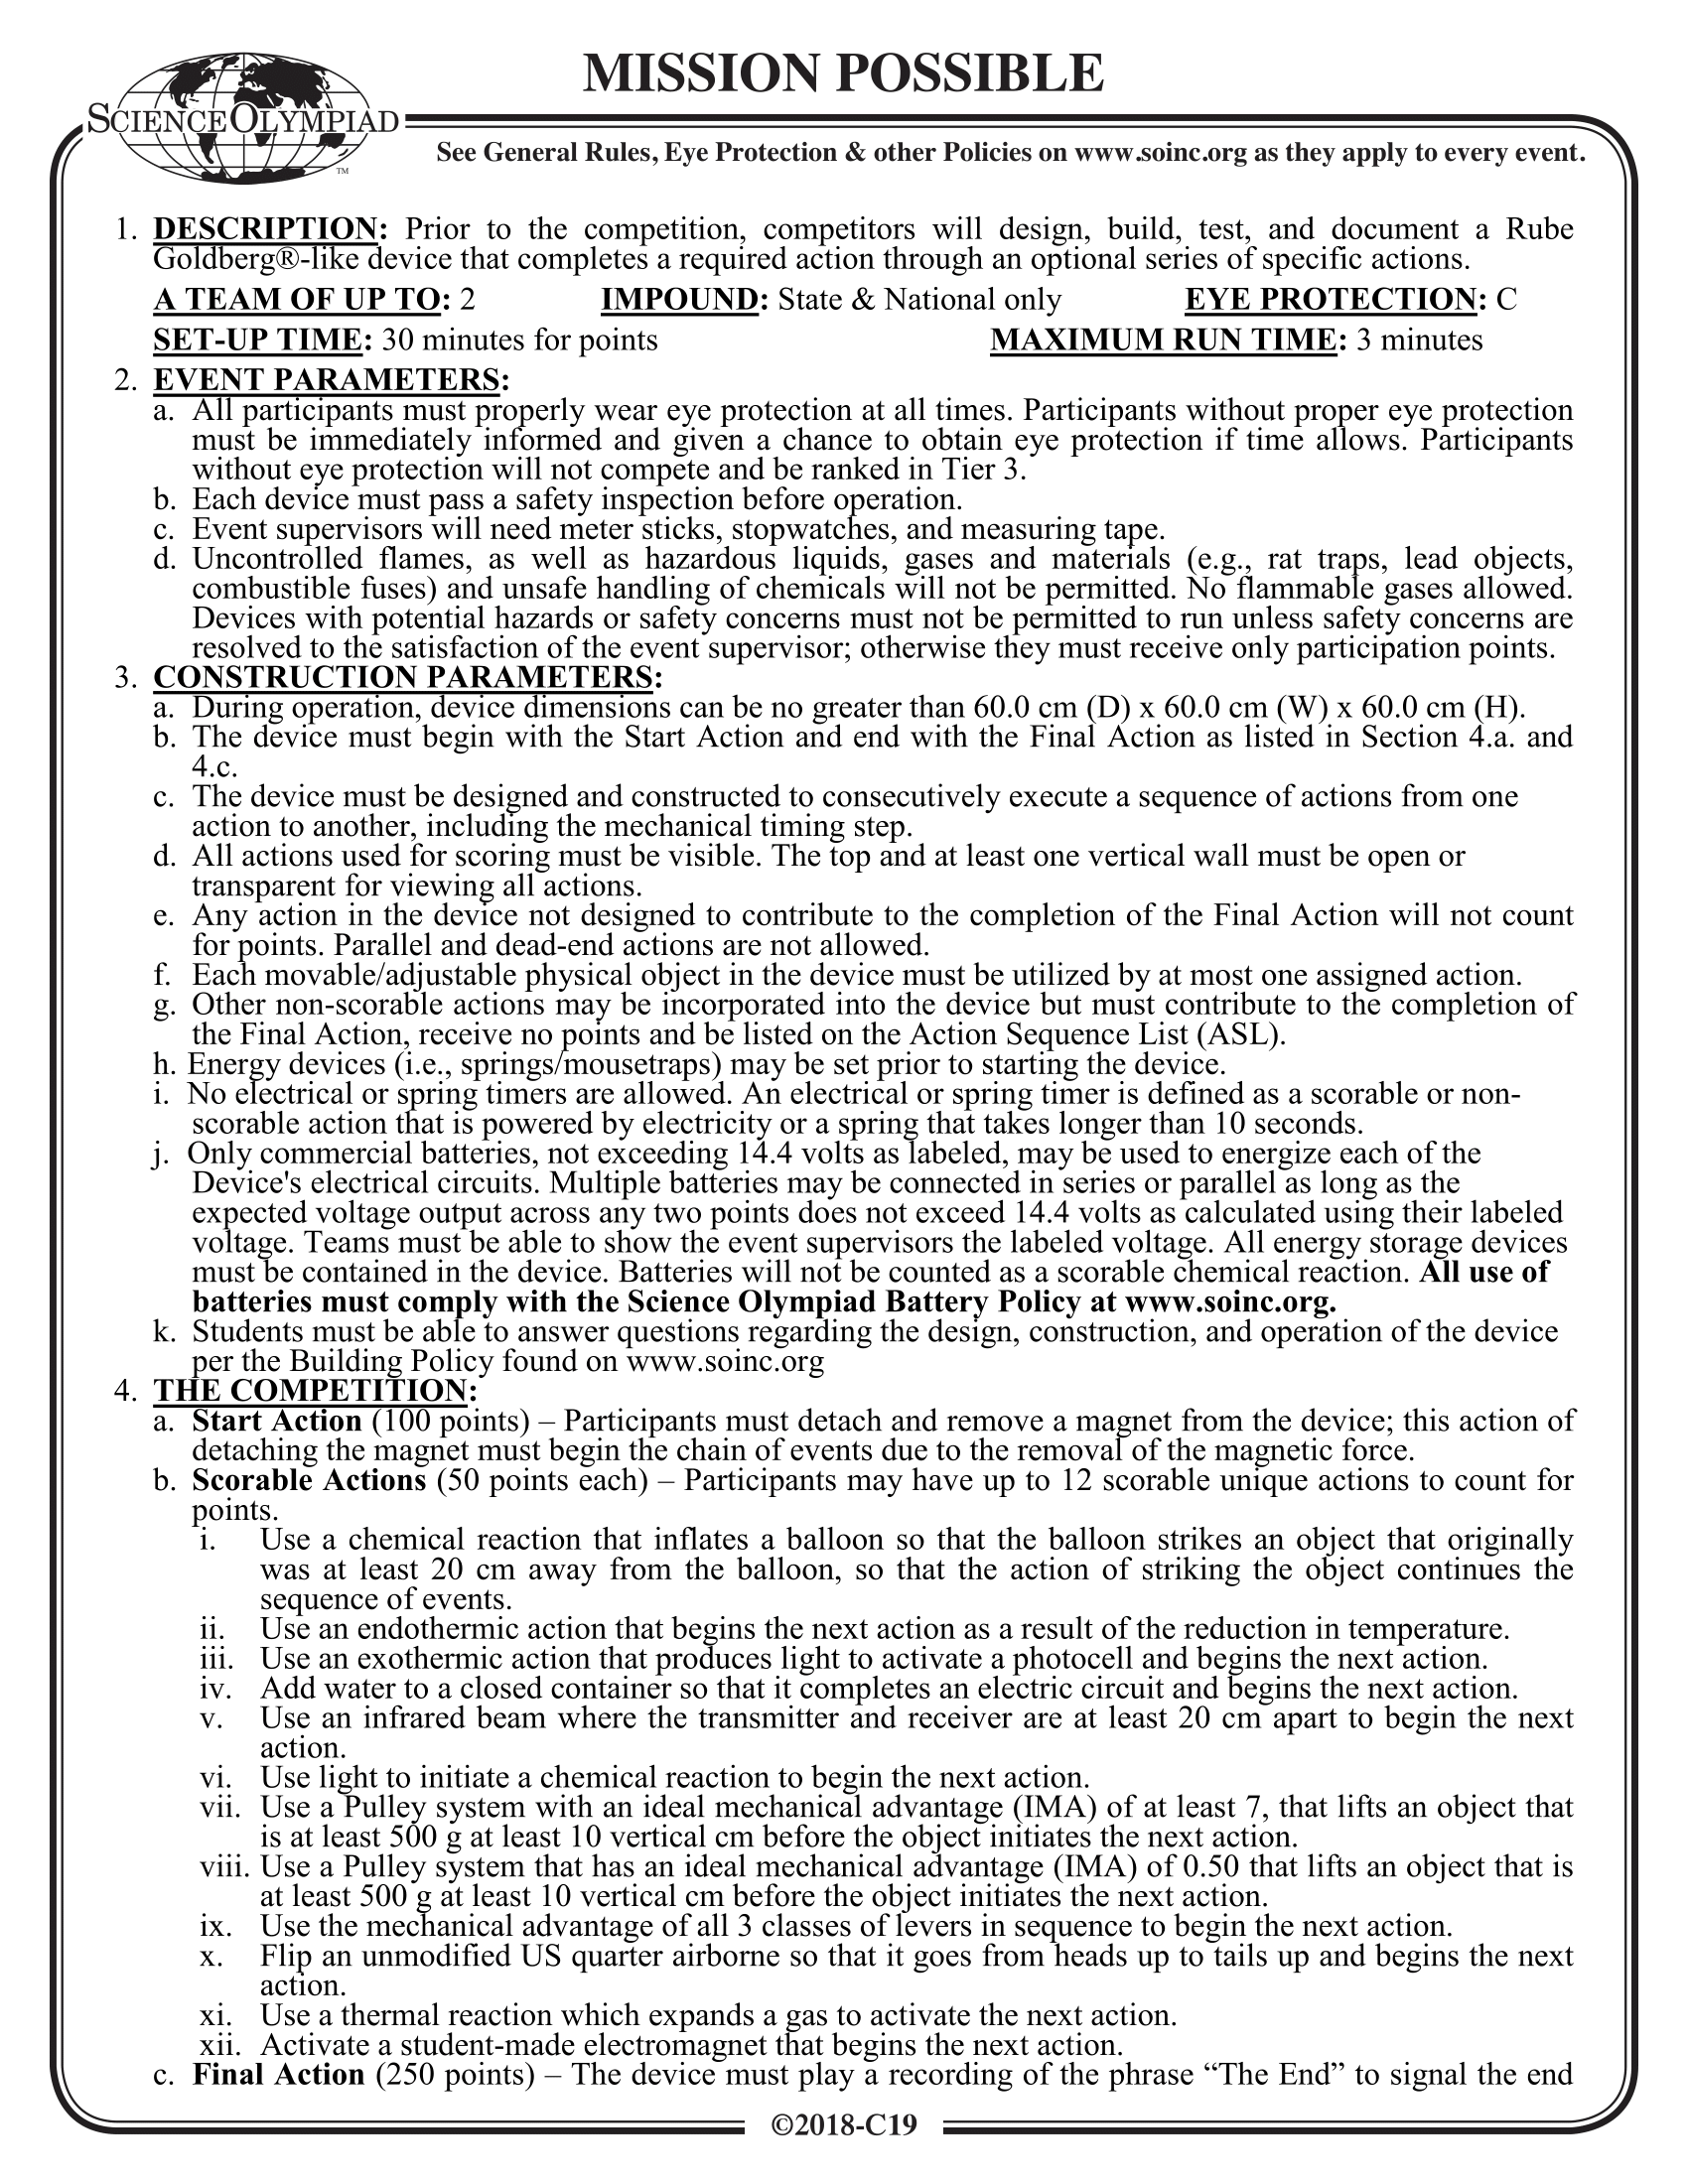 MISSION POSSIBLE
SCIENCE OLYMPIAD
TM
See General Rules, Eye Protection & other Policies on www.soinc.org as they apply to every event.
1. DESCRIPTION: Prior to the competition, competitors will design, build, test, and document a Rube
Goldberg®-like device that completes a required action through an optional series of specific actions.
A TEAM OF UP TO: 2 IMPOUND: State & National only EYE PROTECTION: C
SET-UP TIME: 30 minutes for points MAXIMUM RUN TIME: 3 minutes
2. EVENT PARAMETERS:
a. All participants must properly wear eye protection at all times. Participants without proper eye protection
must be immediately informed and given a chance to obtain eye protection if time allows. Participants
without eye protection will not compete and be ranked in Tier 3.
b. Each device must pass a safety inspection before operation.
c. Event supervisors will need meter sticks, stopwatches, and measuring tape.
d. Uncontrolled flames, as well as hazardous liquids, gases and materials (e.g., rat traps, lead objects,
combustible fuses) and unsafe handling of chemicals will not be permitted. No flammable gases allowed.
Devices with potential hazards or safety concerns must not be permitted to run unless safety concerns are
resolved to the satisfaction of the event supervisor; otherwise they must receive only participation points.
3. CONSTRUCTION PARAMETERS:
a. During operation, device dimensions can be no greater than 60.0 cm (D) x 60.0 cm (W) x 60.0 cm (H).
b. The device must begin with the Start Action and end with the Final Action as listed in Section 4.a. and
4.c.
c. The device must be designed and constructed to consecutively execute a sequence of actions from one
action to another, including the mechanical timing step.
d. All actions used for scoring must be visible. The top and at least one vertical wall must be open or
transparent for viewing all actions.
e. Any action in the device not designed to contribute to the completion of the Final Action will not count
for points. Parallel and dead-end actions are not allowed.
f. Each movable/adjustable physical object in the device must be utilized by at most one assigned action.
g. Other non-scorable actions may be incorporated into the device but must contribute to the completion of
the Final Action, receive no points and be listed on the Action Sequence List (ASL).
h. Energy devices (i.e., springs/mousetraps) may be set prior to starting the device.
i. No electrical or spring timers are allowed. An electrical or spring timer is defined as a scorable or non-
scorable action that is powered by electricity or a spring that takes longer than 10 seconds.
j. Only commercial batteries, not exceeding 14.4 volts as labeled, may be used to energize each of the
Device's electrical circuits. Multiple batteries may be connected in series or parallel as long as the
expected voltage output across any two points does not exceed 14.4 volts as calculated using their labeled
voltage. Teams must be able to show the event supervisors the labeled voltage. All energy storage devices
must be contained in the device. Batteries will not be counted as a scorable chemical reaction. All use of
batteries must comply with the Science Olympiad Battery Policy at www.soinc.org.
k. Students must be able to answer questions regarding the design, construction, and operation of the device
per the Building Policy found on www.soinc.org
4. THE COMPETITION:
a. Start Action (100 points) – Participants must detach and remove a magnet from the device; this action of
detaching the magnet must begin the chain of events due to the removal of the magnetic force.
b. Scorable Actions (50 points each) – Participants may have up to 12 scorable unique actions to count for
points.
i. Use a chemical reaction that inflates a balloon so that the balloon strikes an object that originally
was at least 20 cm away from the balloon, so that the action of striking the object continues the
sequence of events.
ii. Use an endothermic action that begins the next action as a result of the reduction in temperature.
iii. Use an exothermic action that produces light to activate a photocell and begins the next action.
iv. Add water to a closed container so that it completes an electric circuit and begins the next action.
v. Use an infrared beam where the transmitter and receiver are at least 20 cm apart to begin the next
action.
vi. Use light to initiate a chemical reaction to begin the next action.
vii. Use a Pulley system with an ideal mechanical advantage (IMA) of at least 7, that lifts an object that
is at least 500 g at least 10 vertical cm before the object initiates the next action.
viii. Use a Pulley system that has an ideal mechanical advantage (IMA) of 0.50 that lifts an object that is
at least 500 g at least 10 vertical cm before the object initiates the next action.
ix. Use the mechanical advantage of all 3 classes of levers in sequence to begin the next action.
x. Flip an unmodified US quarter airborne so that it goes from heads up to tails up and begins the next
action.
xi. Use a thermal reaction which expands a gas to activate the next action.
xii. Activate a student-made electromagnet that begins the next action.
c. Final Action (250 points) – The device must play a recording of the phrase “The End” to signal the end
©2018-C19